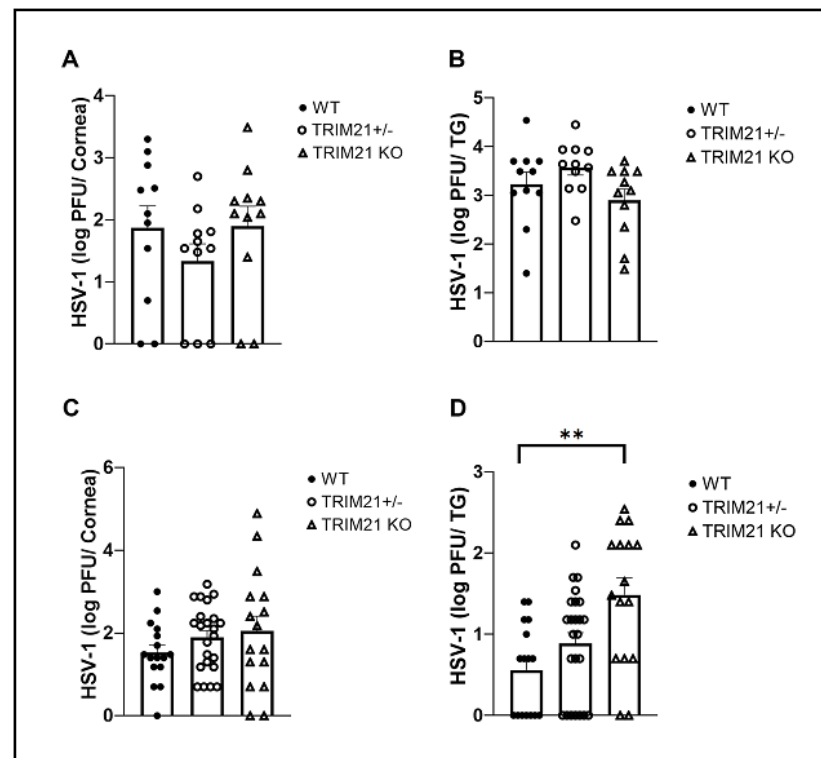 A
HSV-1 (log PFU/ Cornea)
4
3
2
1
0
WT
TRIM21+/-
TRIM21 KO
B
HSV-1 (log PFU/ TG)
5
4
3
2
1
0
WT
TRIM21+/-
TRIM21 KO
C
HSV-1 (log PFU/ Cornea)
6
4
2
0
WT
TRIM21+/-
TRIM21 KO
D
**
HSV-1 (log PFU/ TG)
3
2
1
0
WT
TRIM21+/-
TRIM21 KO